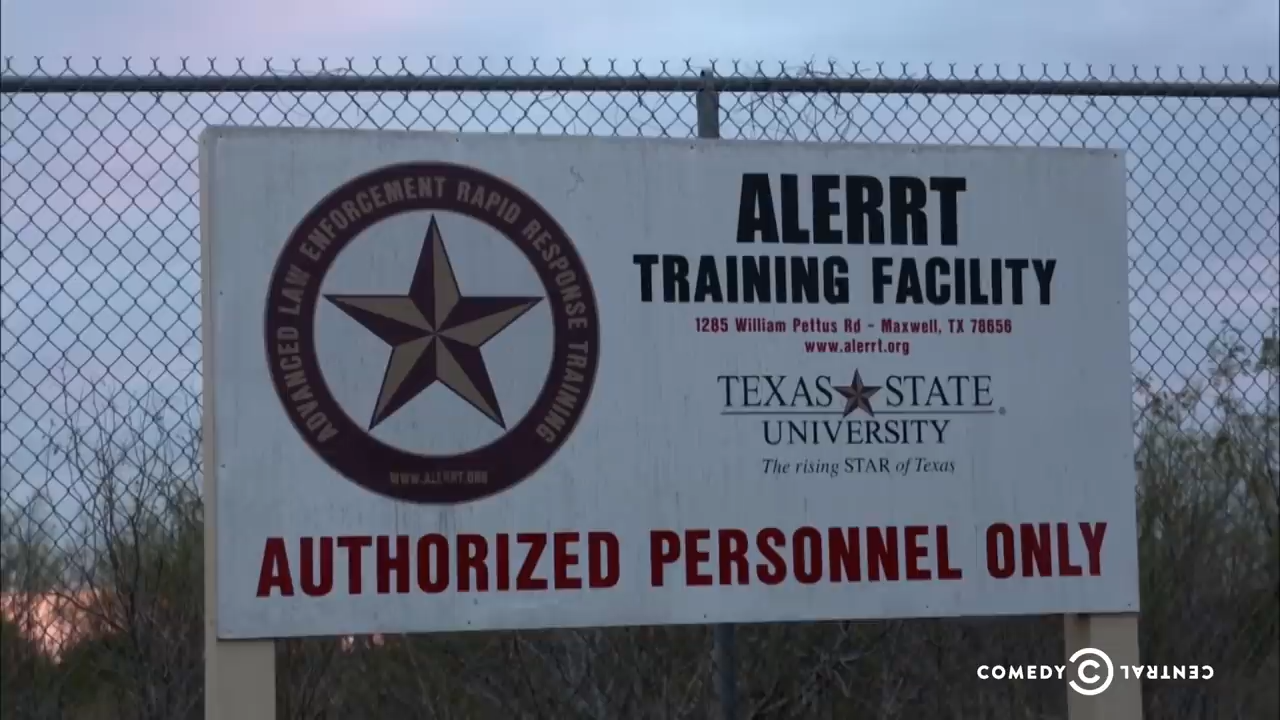 ADVANCED LAW ENFORCEMENT RAPID RESPONSE TRAINING
WWW.ALERRT.ORG
ALERRT
TRAINING FACILITY
1285 William Pettus Rd - Maxwell, TX 78656
www.alerrt.org
TEXAS STATE
UNIVERSITY
The rising STAR of Texas
AUTHORIZED PERSONNEL ONLY
COMEDY CENTRAL